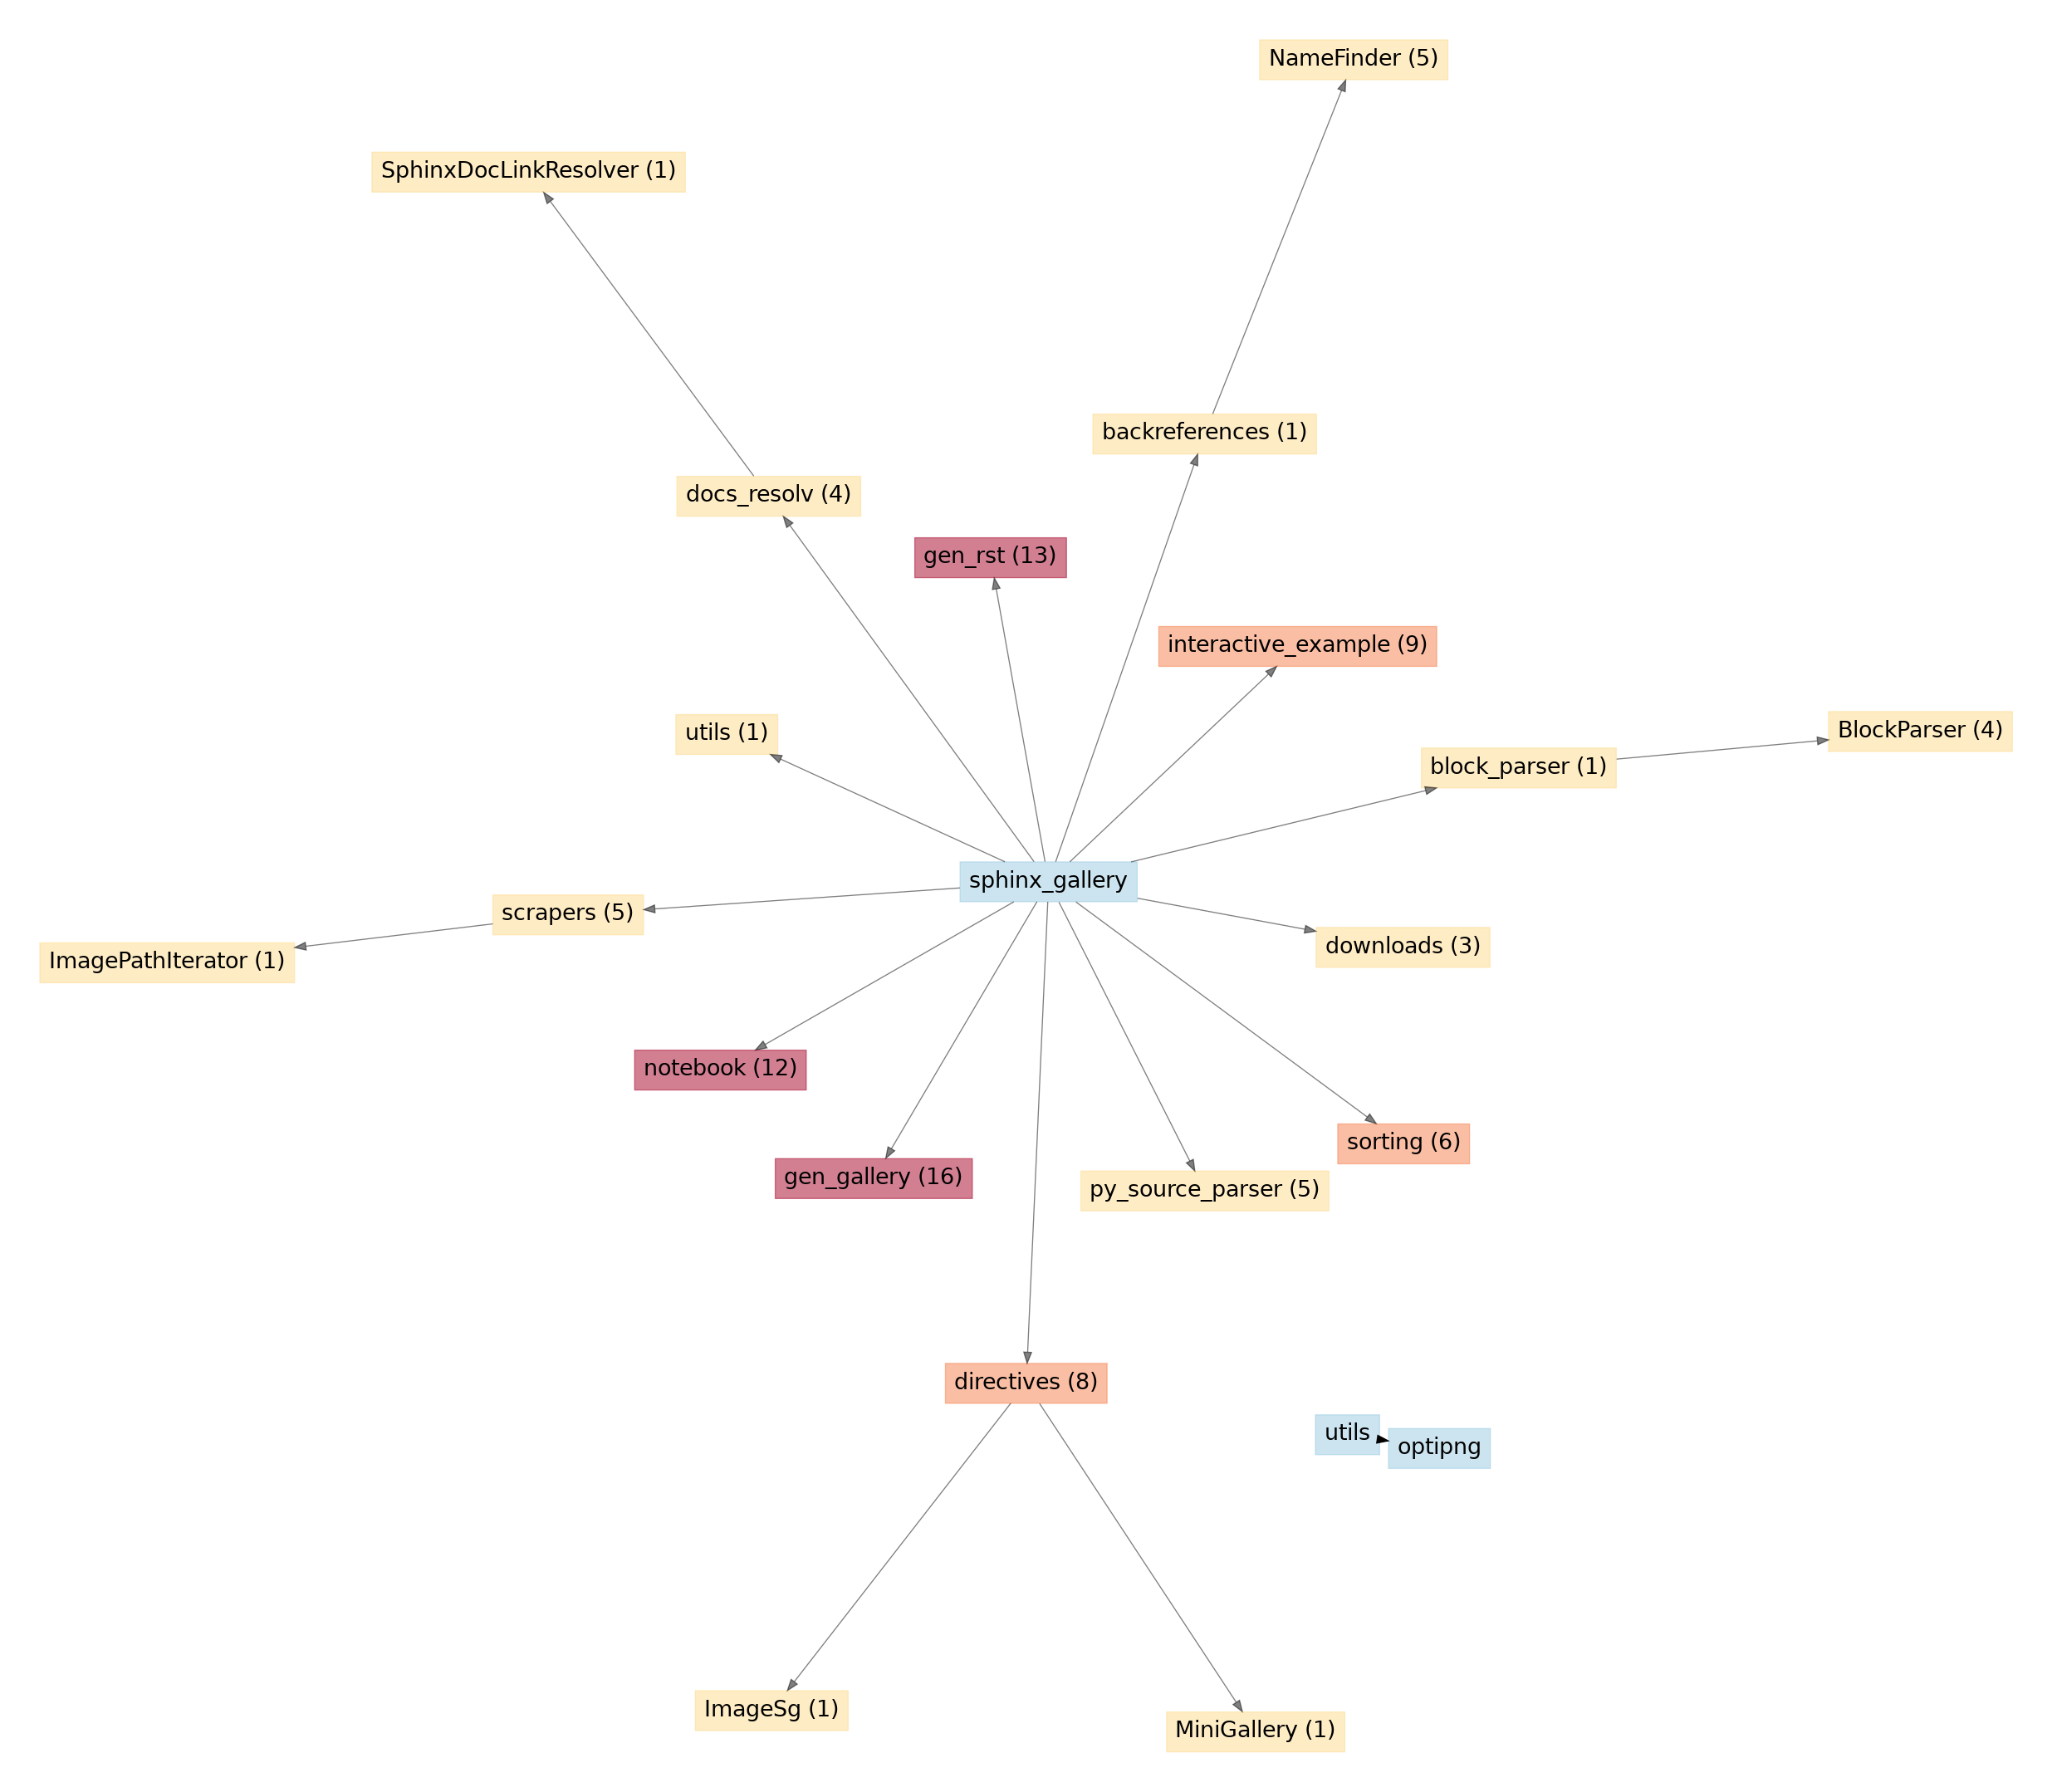 NameFinder (5)
SphinxDocLinkResolver (1)
backreferences (1)
docs_resolv (4)
gen_rst (13)
interactive_example (9)
utils (1)
BlockParser (4)
block_parser (1)
sphinx_gallery
scrapers (5)
downloads (3)
ImagePathIterator (1)
notebook (12)
sorting (6)
gen_gallery (16)
py_source_parser (5)
directives (8)
utils
optipng
ImageSg (1)
MiniGallery (1)